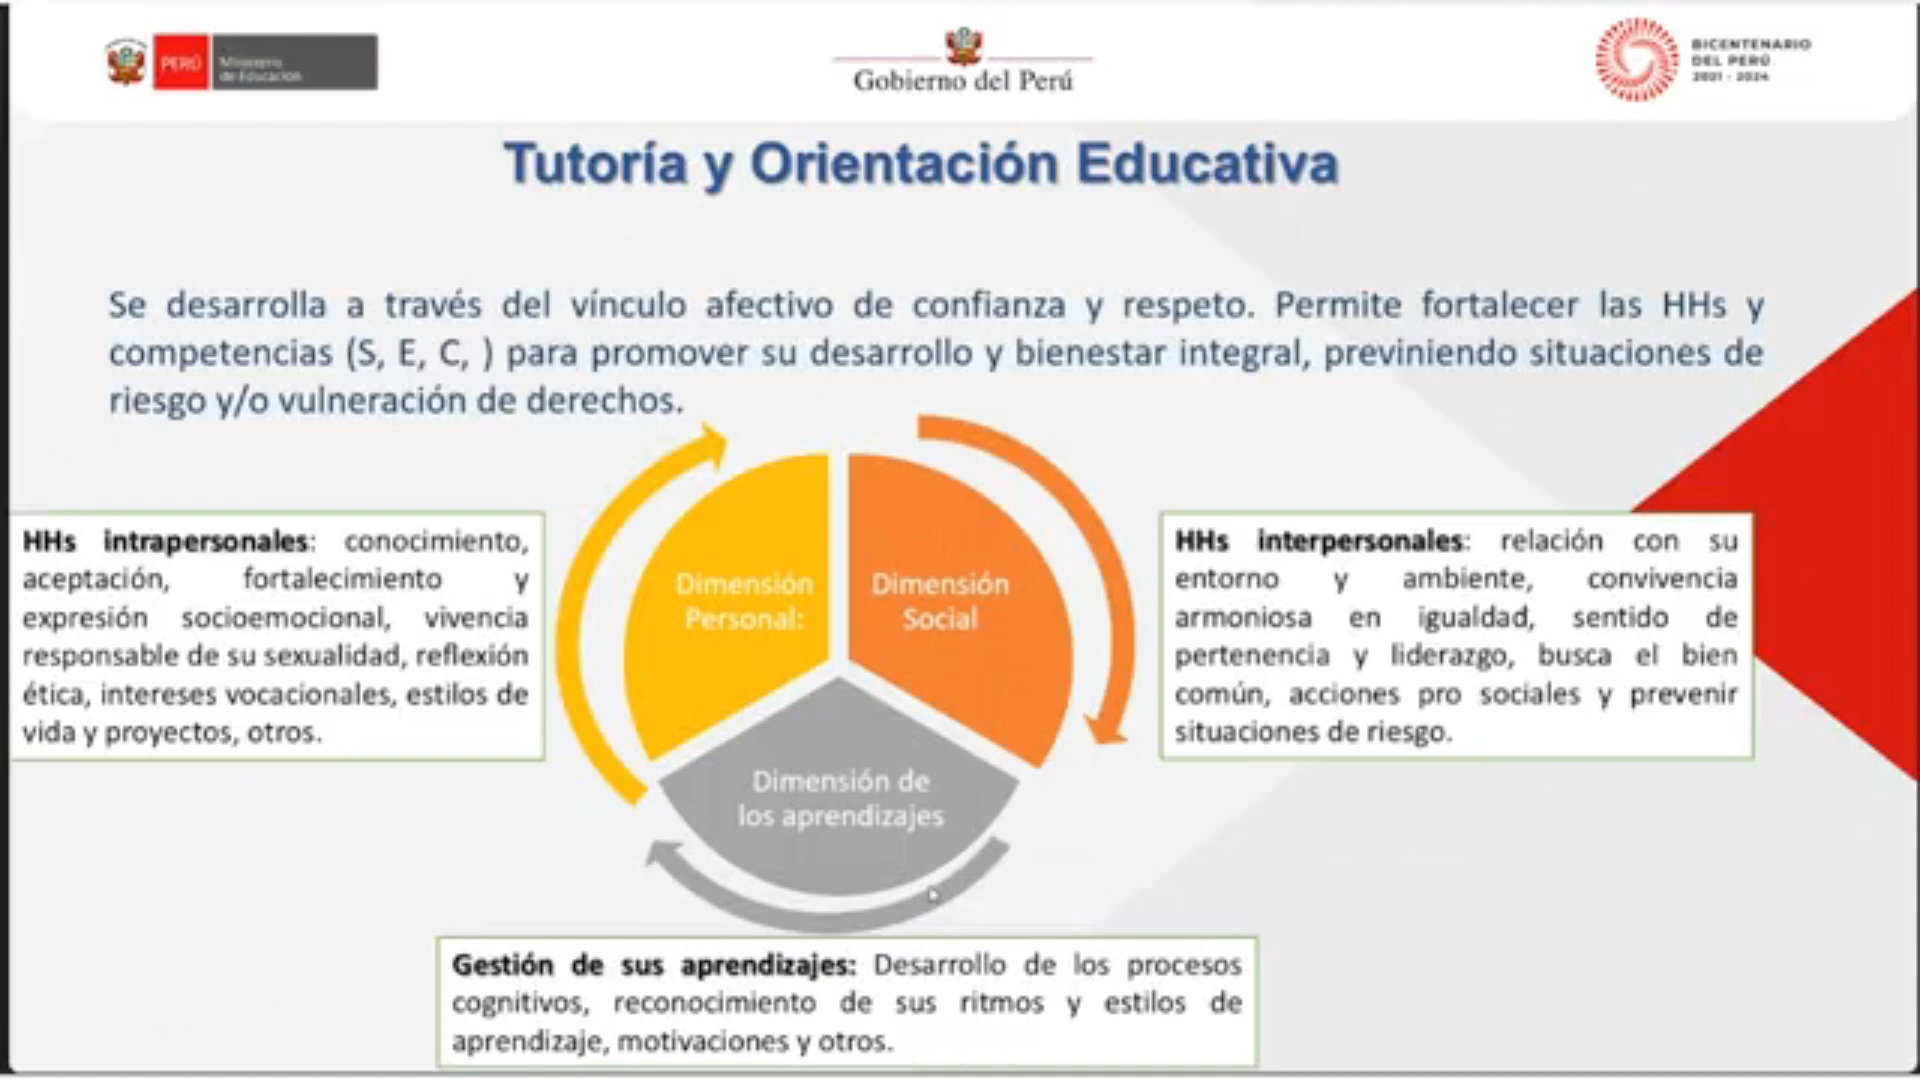 PERÚ
Ministerio
de Educación
Gobierno del Perú
BICENTENARIO
DEL PERÚ
2021 - 2024
Tutoría y Orientación Educativa
Se desarrolla a través del vínculo afectivo de confianza y respeto. Permite fortalecer las HHs y
competencias (S, E, C, ) para promover su desarrollo y bienestar integral, previniendo situaciones de
riesgo y/o vulneración de derechos.
HHs intrapersonales: conocimiento,
aceptación, fortalecimiento y
expresión socioemocional, vivencia
responsable de su sexualidad, reflexión
ética, intereses vocacionales, estilos de
vida y proyectos, otros.
Dimensión
Personal:
Dimensión
Social
HHs interpersonales: relación con su
entorno y ambiente, convivencia
armoniosa en igualdad, sentido de
pertenencia y liderazgo, busca el bien
común, acciones pro sociales y prevenir
situaciones de riesgo.
Dimensión de
los aprendizajes
Gestión de sus aprendizajes: Desarrollo de los procesos
cognitivos, reconocimiento de sus ritmos y estilos de
aprendizaje, motivaciones y otros.